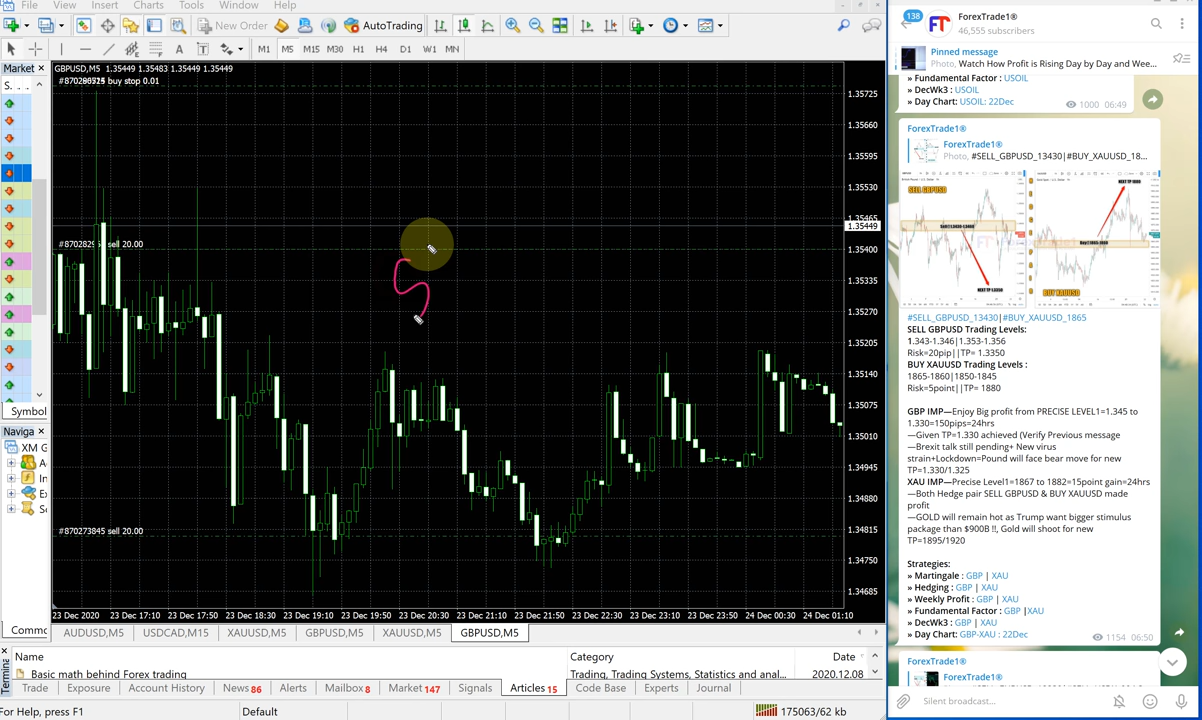 File View Insert Charts Tools Window Help
New Order AutoTrading
A T M1 M5 M15 M30 H1 H4 D1 W1 MN
Market
S...
Symbol
Naviga
XM G
A
In
Ex
Sc
Commo
GBPUSD,M5 1.35449 1.35483 1.35449 1.35449
buy stop 0.01
sell 20.00
#870273845 sell 20.00
1.35725
1.35660
1.35595
1.35530
1.35465
1.35449
1.35400
1.35335
1.35270
1.35205
1.35140
1.35075
1.35010
1.34945
1.34880
1.34815
1.34750
1.34685
23 Dec 2020 23 Dec 17:10 23 Dec 17:50 23 Dec 18:30 23 Dec 19:10 23 Dec 19:50 23 Dec 20:30 23 Dec 21:10 23 Dec 21:50 23 Dec 22:30 23 Dec 23:10 23 Dec 23:50 24 Dec 00:30 24 Dec 01:10
AUDUSD,M5 USDCAD,M15 XAUUSD,M5 GBPUSD,M5 XAUUSD,M5 GBPUSD,M5
Name Category Date
Basic math behind Forex trading Trading, Trading Systems, Statistics and anal... 2020.12.08
Trade Exposure Account History News 86 Alerts Mailbox 8 Market 147 Signals Articles 15 Code Base Experts Journal
Termina
For Help, press F1 Default 175063/62 kb
138
FT
ForexTrade1®
46,555 subscribers
Pinned message
Photo, Watch How Profit is Rising Day by Day and Wee...
» Fundamental Factor : USOIL
» DecWk3 : USOIL
» Day Chart: USOIL: 22Dec
1000 06:49
ForexTrade1®
ForexTrade1®
Photo, #SELL_GBPUSD_13430|#BUY_XAUUSD_18...
SELL GBPUSD
NEXT TP 1.3350
NEXT TP 1880
BUY XAUUSD
#SELL_GBPUSD_13430|#BUY_XAUUSD_1865
SELL GBPUSD Trading Levels:
1.343-1.346|1.353-1.356
Risk=20pip||TP= 1.3350
BUY XAUUSD Trading Levels :
1865-1860|1850-1845
Risk=5point||TP= 1880
GBP IMP—Enjoy Big profit from PRECISE LEVEL1=1.345 to
1.330=150pips=24hrs
—Given TP=1.330 achieved (Verify Previous message
—Brexit talk still pending+ New virus
strain+Lockdown=Pound will face bear move for new
TP=1.330/1.325
XAU IMP—Precise Level1=1867 to 1882=15point gain=24hrs
—Both Hedge pair SELL GBPUSD & BUY XAUUSD made
profit
—GOLD will remain hot as Trump want bigger stimulus
package than $900B !!, Gold will shoot for new
TP=1895/1920
Strategies:
» Martingale : GBP | XAU
» Hedging : GBP | XAU
» Weekly Profit : GBP | XAU
» Fundamental Factor : GBP |XAU
» DecWk3 : GBP | XAU
» Day Chart: GBP-XAU : 22Dec
1154 06:50
ForexTrade1®
ForexTrade1®
Silent broadcast...